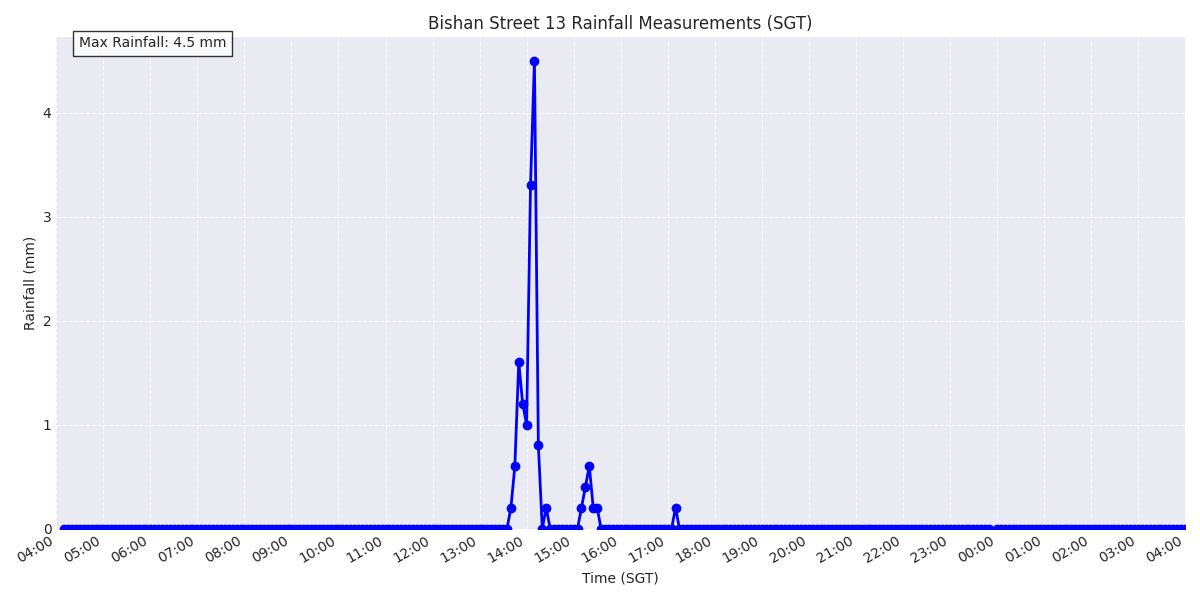 Bishan Street 13 Rainfall Measurements (SGT)
Max Rainfall: 4.5 mm
Rainfall (mm)
4
3
2
1
0
04:00 05:00 06:00 07:00 08:00 09:00 10:00 11:00 12:00 13:00 14:00 15:00 16:00 17:00 18:00 19:00 20:00 21:00 22:00 23:00 00:00 01:00 02:00 03:00 04:00
Time (SGT)